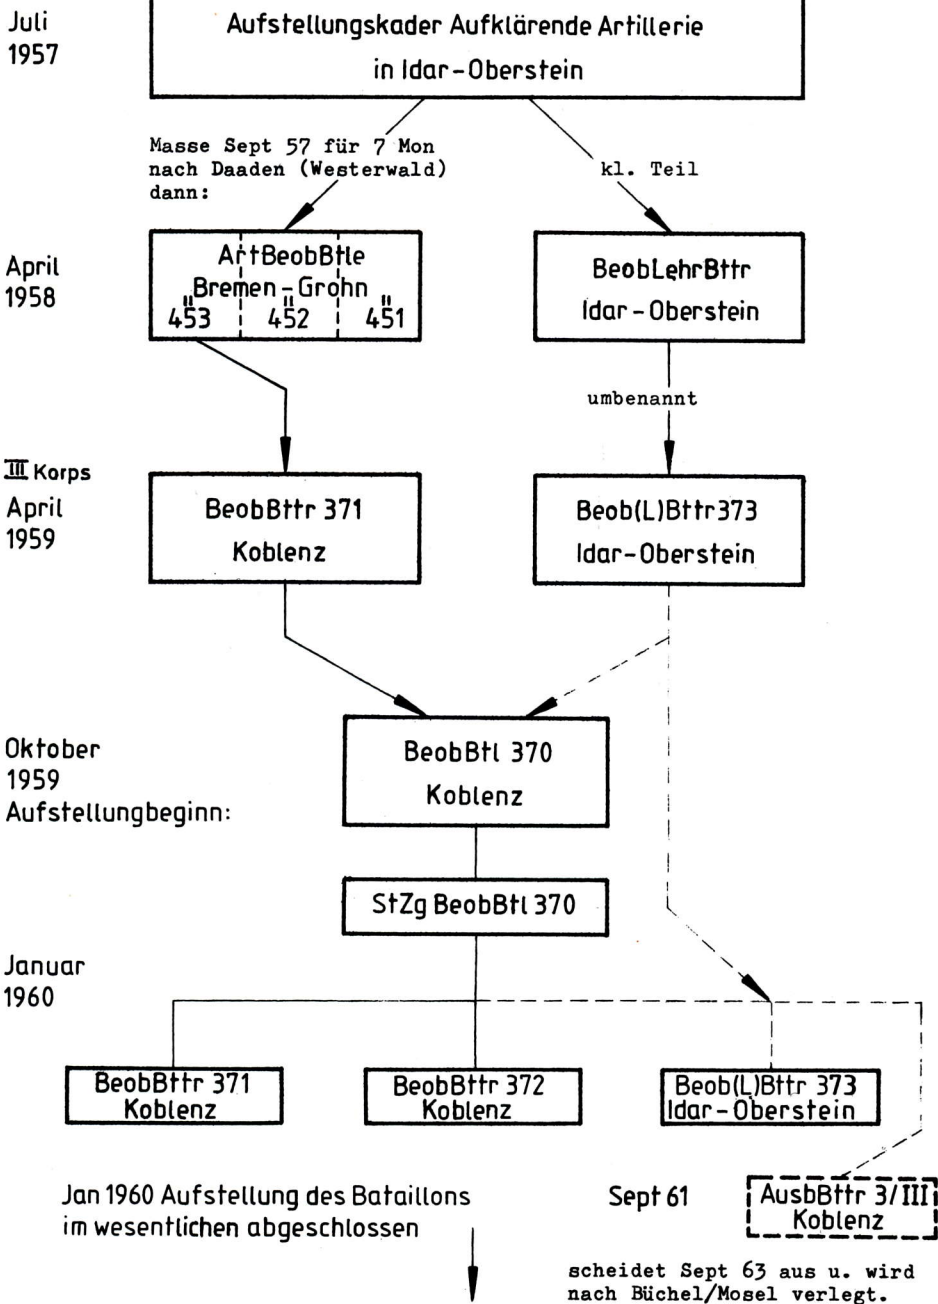 Juli
1957
Aufstellungskader Aufklärende Artillerie
in Idar-Oberstein
Masse Sept 57 für 7 Mon
nach Daaden (Westerwald)
dann:
kl. Teil
April
1958
ArtBeobBtle
Bremen-Grohn
453 452 451
BeobLehrBttr
Idar-Oberstein
umbenannt
III Korps
April
1959
BeobBttr 371
Koblenz
Beob(L)Bttr373
Idar-Oberstein
Oktober
1959
Aufstellungbeginn:
BeobBtl 370
Koblenz
StZg BeobBtl 370
Januar
1960
BeobBttr 371
Koblenz
BeobBttr 372
Koblenz
Beob(L)Bttr 373
Idar-Oberstein
Jan 1960 Aufstellung des Bataillons
im wesentlichen abgeschlossen
Sept 61
AusbBttr 3/III
Koblenz
scheidet Sept 63 aus u. wird
nach Büchel/Mosel verlegt.